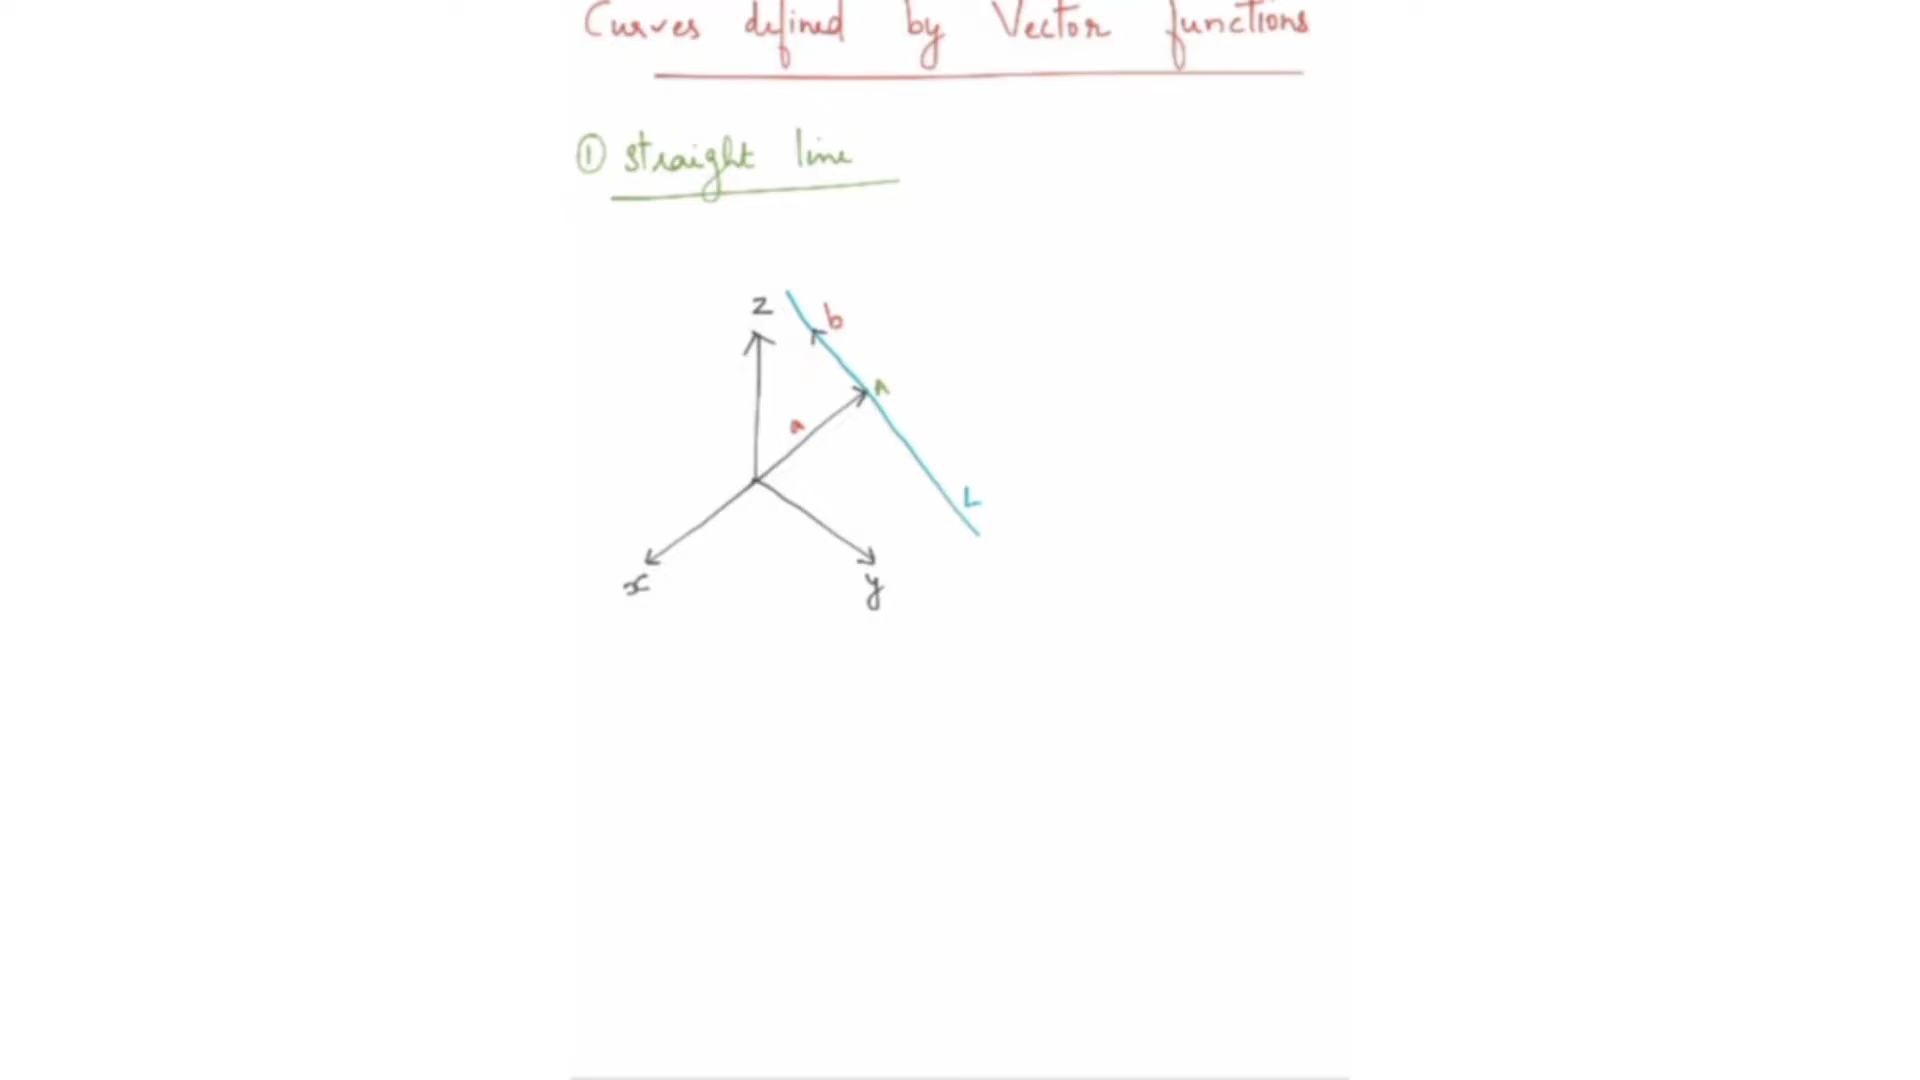 Curves defined by Vector functions
① straight line
z
b
A
a
L
x
y